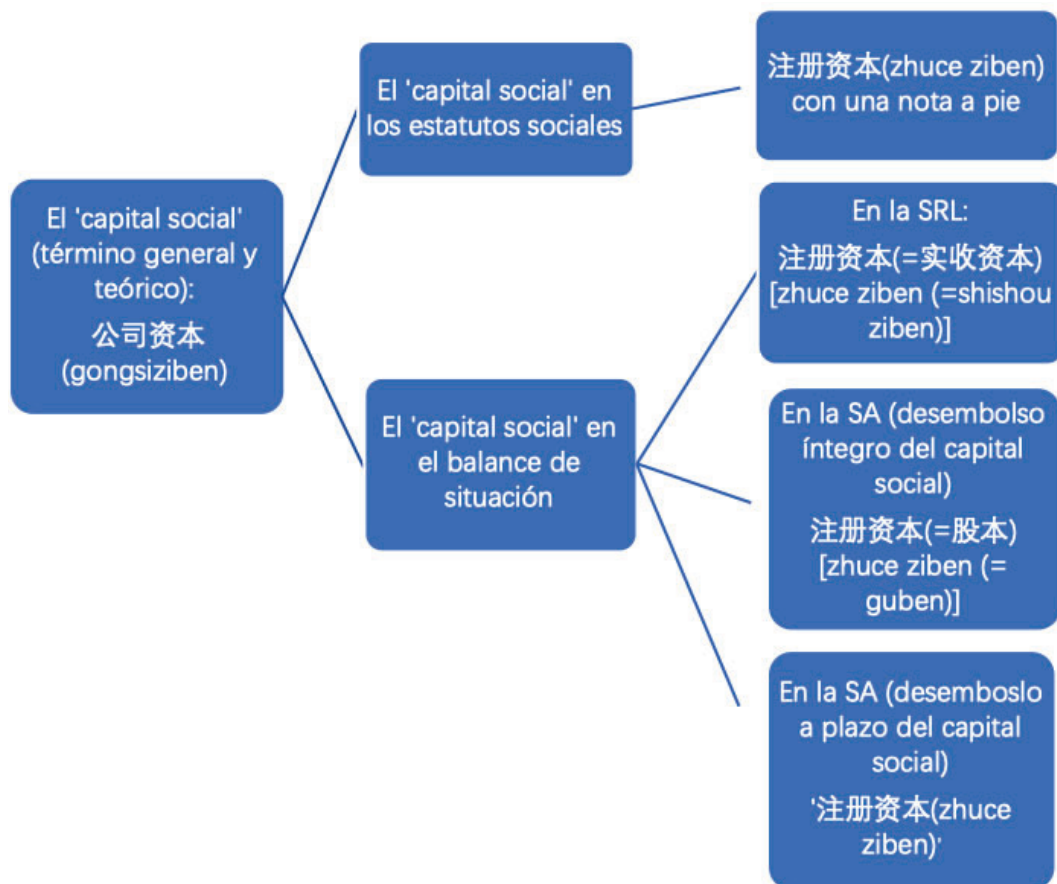 El 'capital social'
(término general y
teórico):
公司资本
(gongsiziben)
El 'capital social' en
los estatutos sociales
注册资本(zhuce ziben)
con una nota a pie
El 'capital social' en
el balance de
situación
En la SRL:
注册资本(=实收资本)
[zhuce ziben (=shishou
ziben)]
En la SA (desembolso
íntegro del capital
social)
注册资本(=股本)
[zhuce ziben (=
guben)]
En la SA (desemboslo
a plazo del capital
social)
'注册资本(zhuce
ziben)'